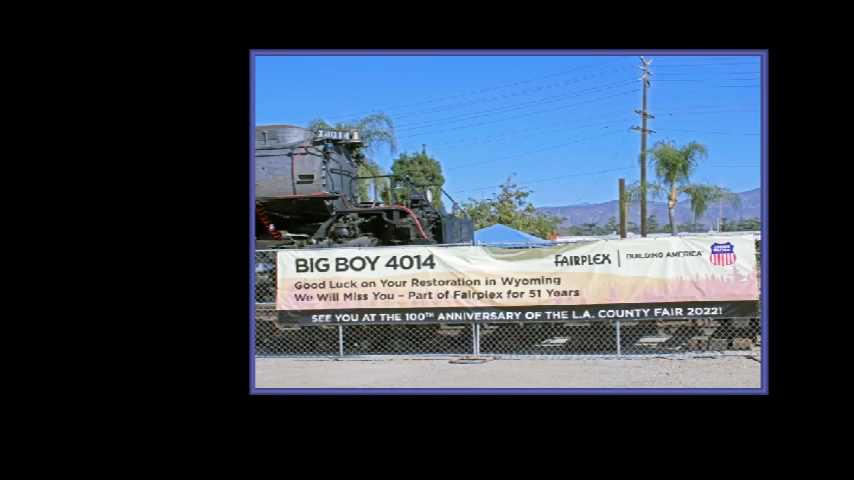 X4014
BIG BOY 4014
FAIRPLEX | BUILDING AMERICA
Good Luck on Your Restoration in Wyoming
We Will Miss You – Part of Fairplex for 51 Years
SEE YOU AT THE 100TH ANNIVERSARY OF THE L.A. COUNTY FAIR 2022!